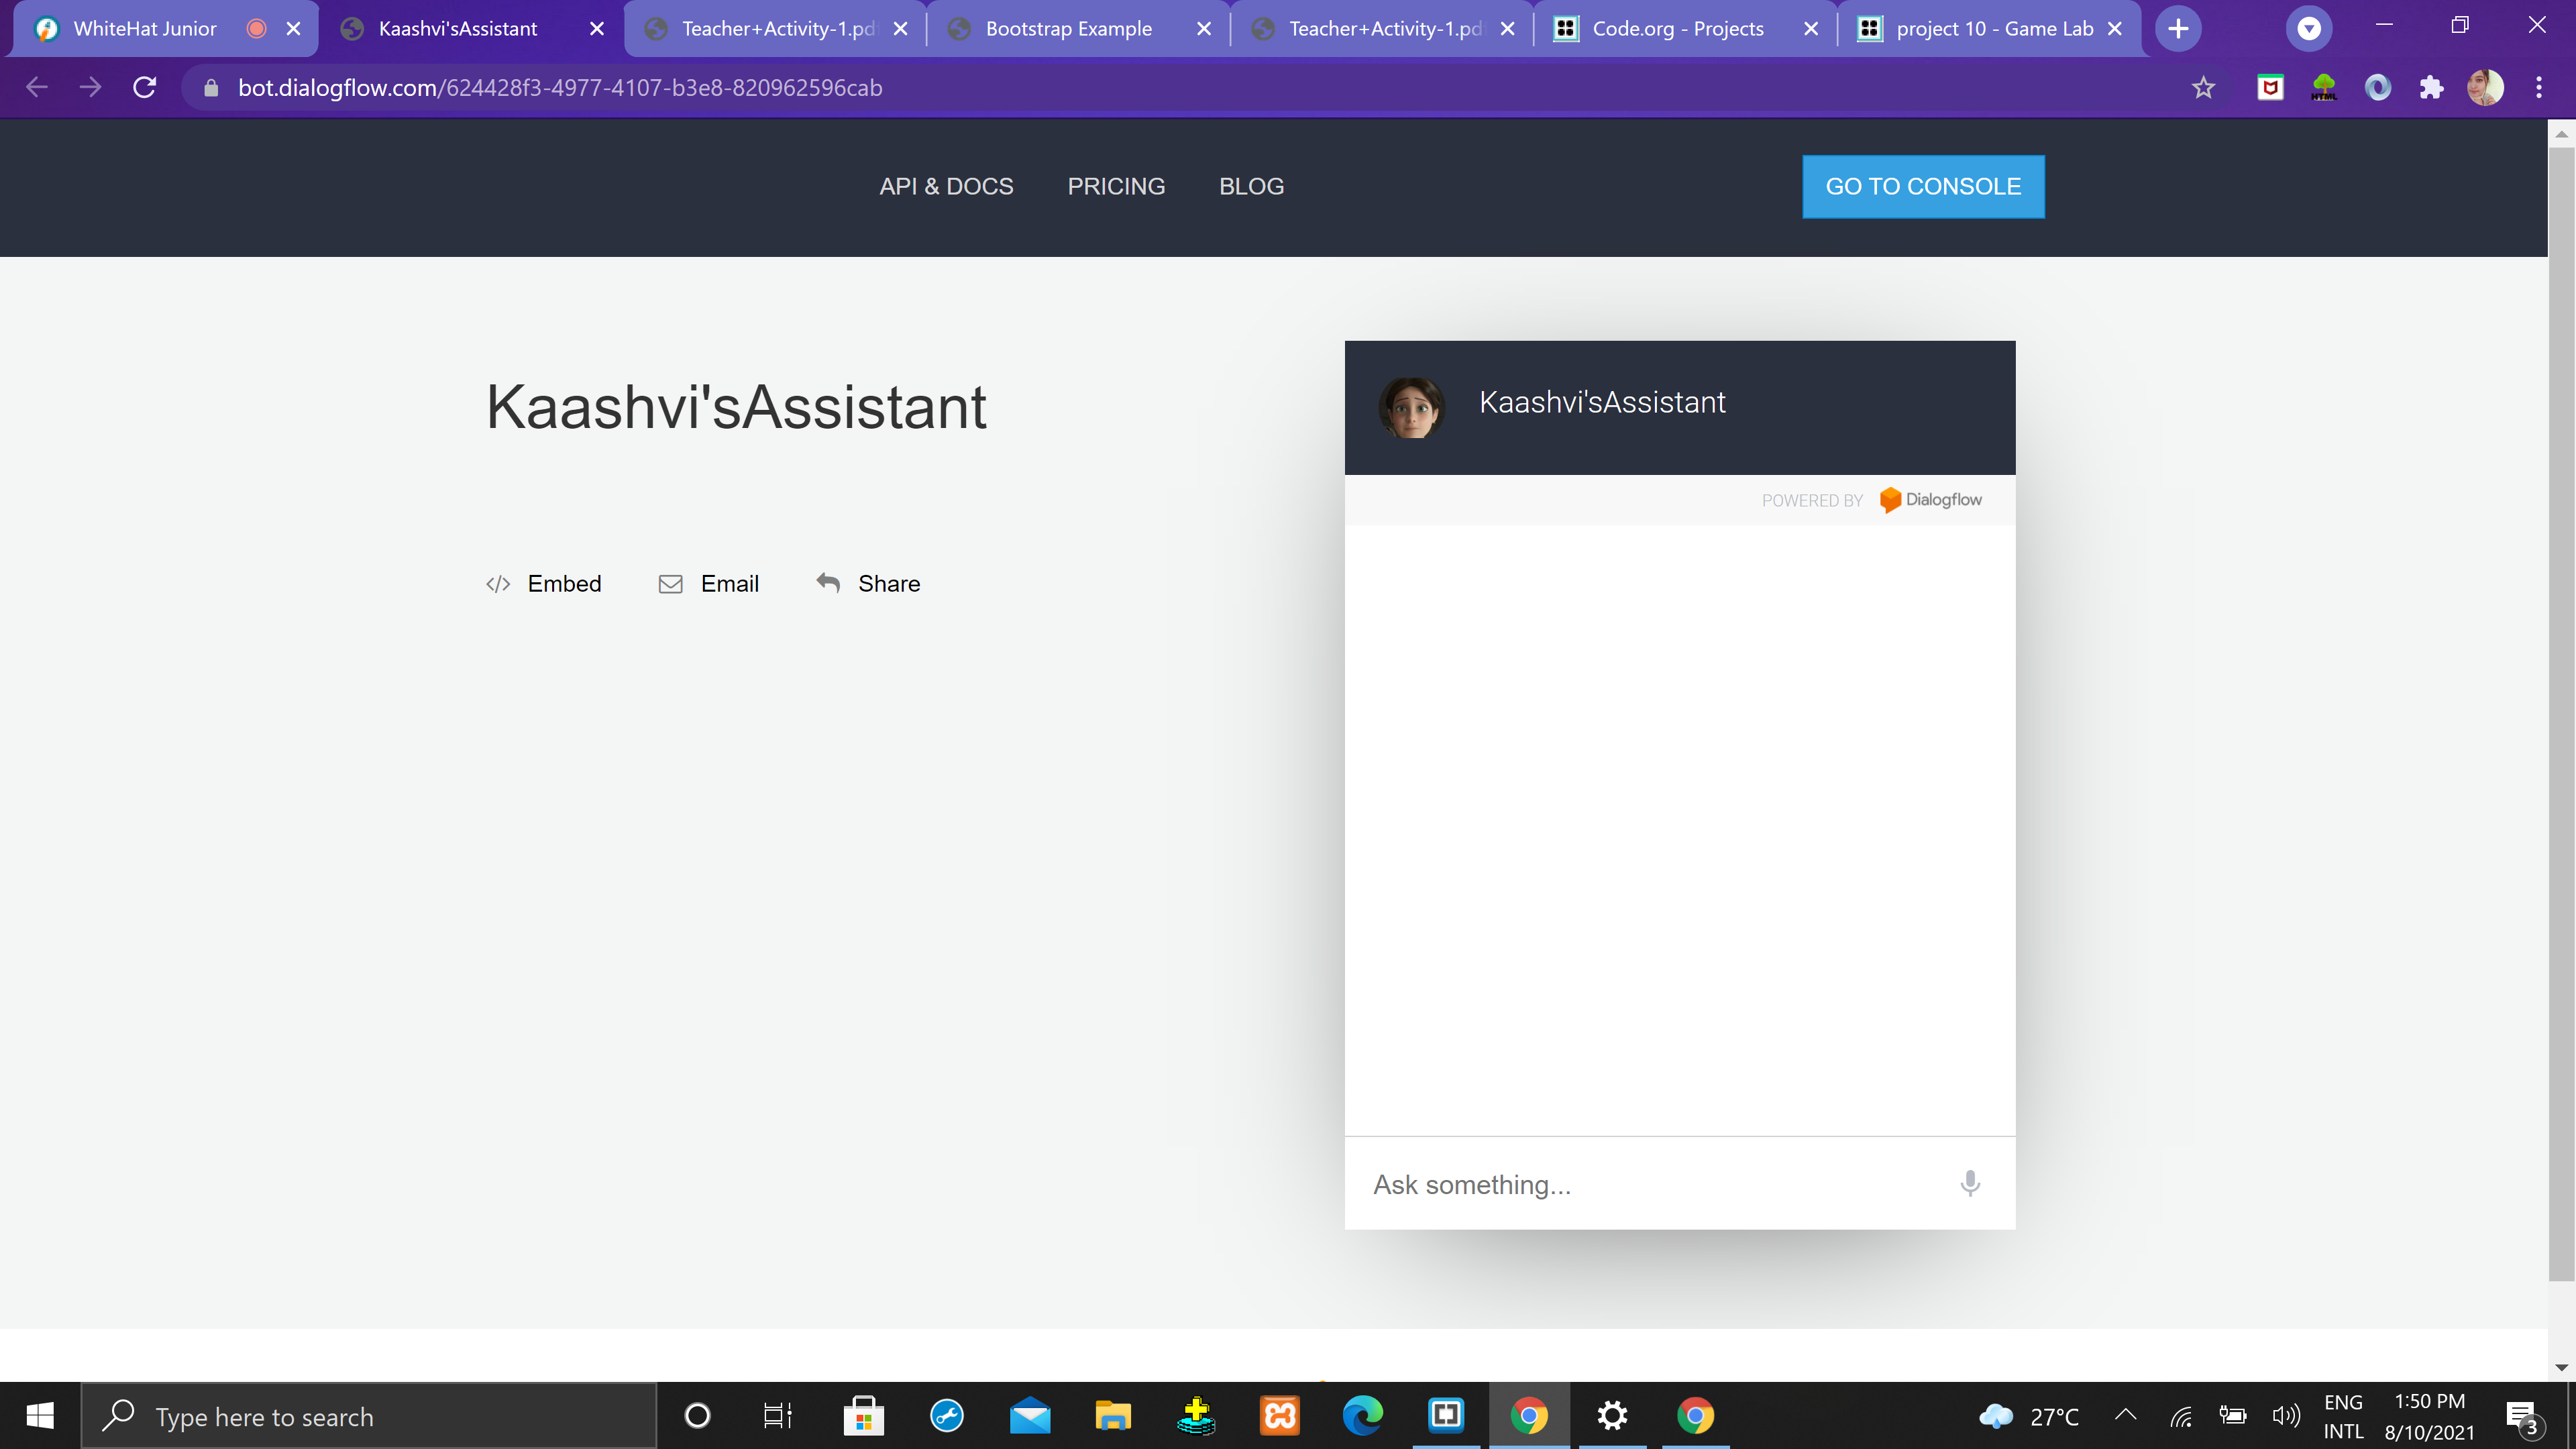 WhiteHat Junior
Kaashvi'sAssistant
Teacher+Activity-1.pd
Bootstrap Example
Teacher+Activity-1.pd
Code.org - Projects
project 10 - Game Lab
bot.dialogflow.com/624428f3-4977-4107-b3e8-820962596cab
HTML
API & DOCS
PRICING
BLOG
GO TO CONSOLE
Kaashvi'sAssistant
Embed
Email
Share
Kaashvi'sAssistant
POWERED BY Dialogflow
Ask something...
Type here to search
27°C
ENG
INTL
1:50 PM
8/10/2021
3